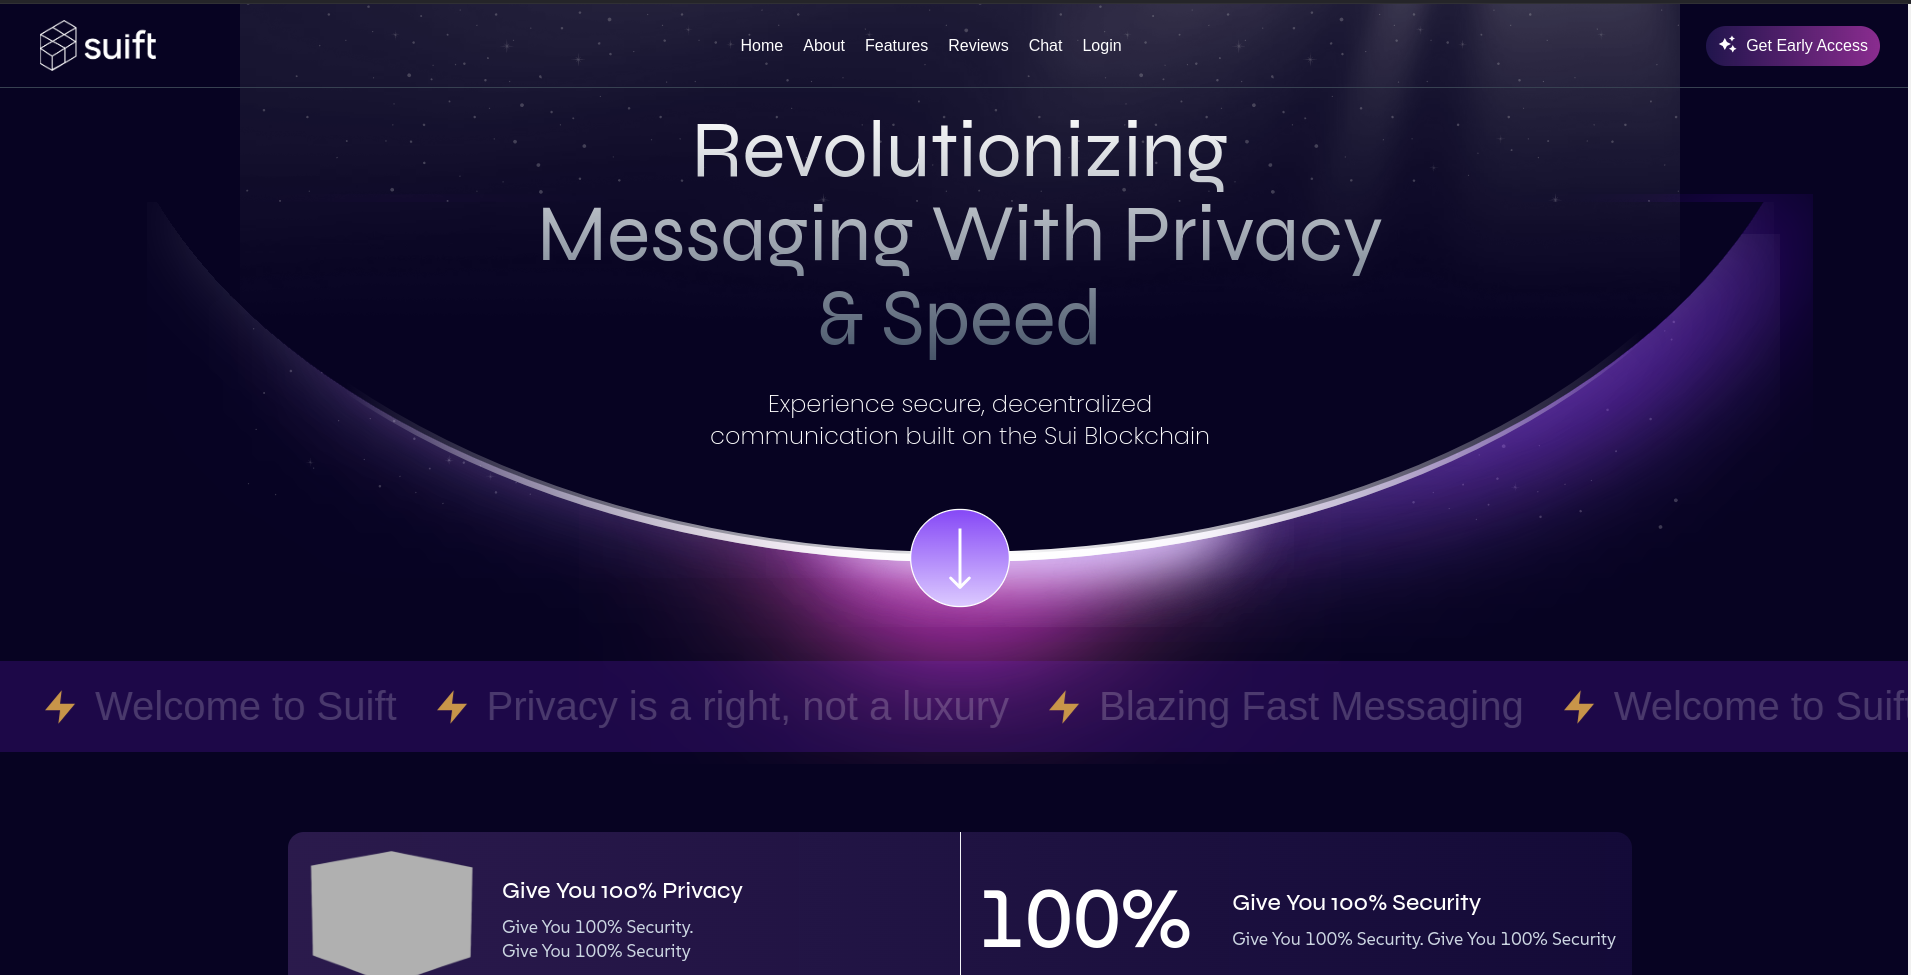 suift
Home About Features Reviews Chat Login
Get Early Access
Revolutionizing
Messaging With Privacy
& Speed
Experience secure, decentralized
communication built on the Sui Blockchain
Welcome to Suift Privacy is a right, not a luxury Blazing Fast Messaging Welcome to Suift
Give You 100% Privacy
Give You 100% Security.
Give You 100% Security
100%
Give You 100% Security
Give You 100% Security. Give You 100% Security